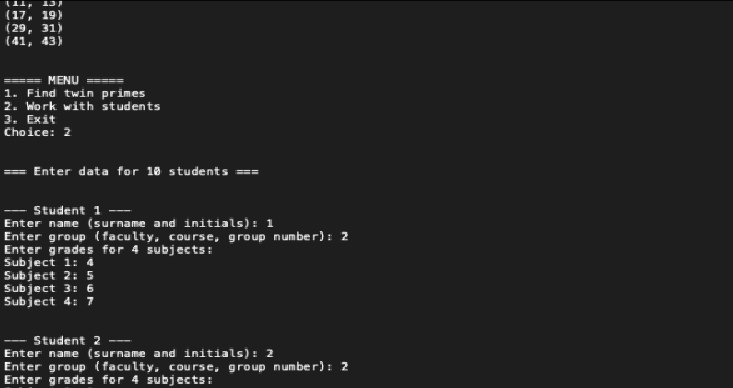 (11, 13)
(17, 19)
(29, 31)
(41, 43)
===== MENU =====
1. Find twin primes
2. Work with students
3. Exit
Choice: 2
=== Enter data for 10 students ===
--- Student 1 ---
Enter name (surname and initials): 1
Enter group (faculty, course, group number): 2
Enter grades for 4 subjects:
Subject 1: 4
Subject 2: 5
Subject 3: 6
Subject 4: 7
--- Student 2 ---
Enter name (surname and initials): 2
Enter group (faculty, course, group number): 2
Enter grades for 4 subjects: